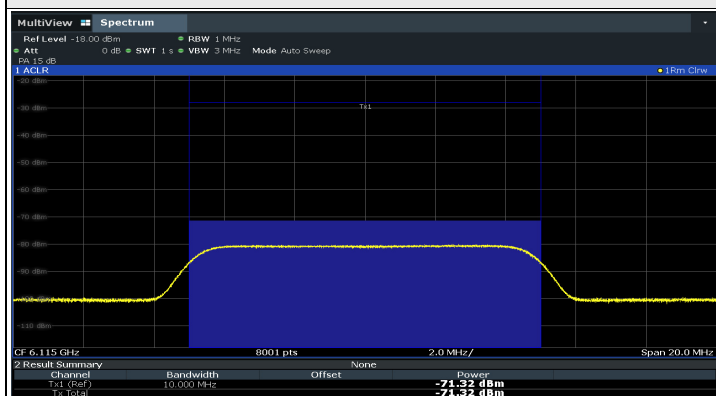 MultiView Spectrum
Ref Level -18.00 dBm RBW 1 MHz
Att 0 dB SWT 1 s VBW 3 MHz Mode Auto Sweep
PA 15 dB
1 ACLR 1Rm Clrw
-20 dBm
Tx1
-30 dBm
-40 dBm
-50 dBm
-60 dBm
-70 dBm
-80 dBm
-90 dBm
-100 dBm
-110 dBm
CF 6.115 GHz 8001 pts 2.0 MHz/ Span 20.0 MHz
2 Result Summary None
Channel Bandwidth Offset Power
Tx1 (Ref) 10.000 MHz -71.32 dBm
Tx Total -71.32 dBm